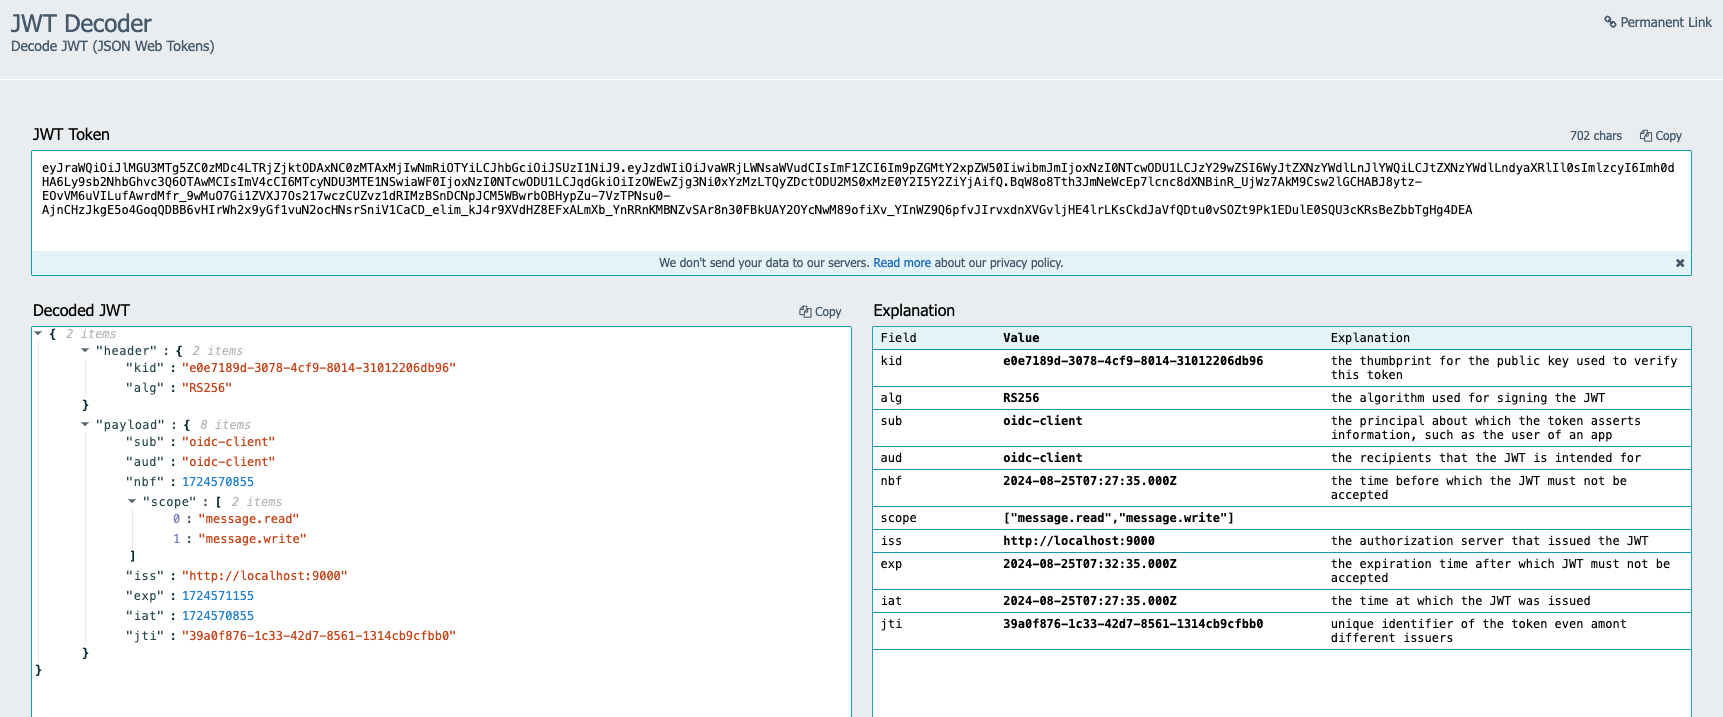 JWT Decoder
Permanent Link
Decode JWT (JSON Web Tokens)
JWT Token
702 chars
Copy
eyJraWQiOiJlMGU3MTg5ZC0zMDc4LTRjZjktODAxNC0zMTAxMjIwNmRiOTYiLCJhbGciOiJSUzI1NiJ9.eyJzdWIiOiJvaWRjLWNsaWVudCIsImF1ZCI6Im9pZGMtY2xpZW50IiwibmJmIjoxNzI0NTcwODU1LCJzY29wZSI6WyJtZXNzYWdlLnJlYWQiLCJtZXNzYWdlLndyaXRlIl0sImlzcyI6Imh0d
HA6Ly9sb2NhbGhvc3Q6OTAwMCIsImV4cCI6MTcyNDU3MTE1NSwiaWF0IjoxNzI0NTcwODU1LCJqdGkiOiIzOWEwZjg3Ni0xYzMzLTQyZDctODU2MS0xMzE0Y2I5Y2ZiYjAifQ.BqW8o8Tth3JmNeWcEp7lcnc8dXNBinR_UjWz7AkM9Csw2lGCHABJ8ytz-
EOvVM6uVILufAwrdMfr_9wMuO7Gi1ZVXJ7Os217wczCUZvz1dRIMzBSnDCNpJCM5WBwrbOBHypZu-7VzTPNsu0-
AjnCHzJkgE5o4GoqQDBB6vHIrWh2x9yGf1vuN2ocHNsrSniV1CaCD_elim_kJ4r9XVdHZ8EFxALmXb_YnRRnKMBNZvSAr8n30FBkUAY2OYcNwM89ofiXv_YInWZ9Q6pfvJIrvxdnXVGvljHE4lrLKsCkdJaVfQDtu0vSOZt9Pk1EDulE0SQU3cKRsBeZbbTgHg4DEA
We don't send your data to our servers. Read more about our privacy policy.
Decoded JWT
Copy
{ 2 items
"header" : { 2 items
"kid" : "e0e7189d-3078-4cf9-8014-31012206db96"
"alg" : "RS256"
}
"payload" : { 8 items
"sub" : "oidc-client"
"aud" : "oidc-client"
"nbf" : 1724570855
"scope" : [ 2 items
0 : "message.read"
1 : "message.write"
]
"iss" : "http://localhost:9000"
"exp" : 1724571155
"iat" : 1724570855
"jti" : "39a0f876-1c33-42d7-8561-1314cb9cfbb0"
}
}
Explanation
Field Value Explanation
kid e0e7189d-3078-4cf9-8014-31012206db96 the thumbprint for the public key used to verify
this token
alg RS256 the algorithm used for signing the JWT
sub oidc-client the principal about which the token asserts
information, such as the user of an app
aud oidc-client the recipients that the JWT is intended for
nbf 2024-08-25T07:27:35.000Z the time before which the JWT must not be
accepted
scope ["message.read","message.write"]
iss http://localhost:9000 the authorization server that issued the JWT
exp 2024-08-25T07:32:35.000Z the expiration time after which JWT must not be
accepted
iat 2024-08-25T07:27:35.000Z the time at which the JWT was issued
jti 39a0f876-1c33-42d7-8561-1314cb9cfbb0 unique identifier of the token even amont
different issuers